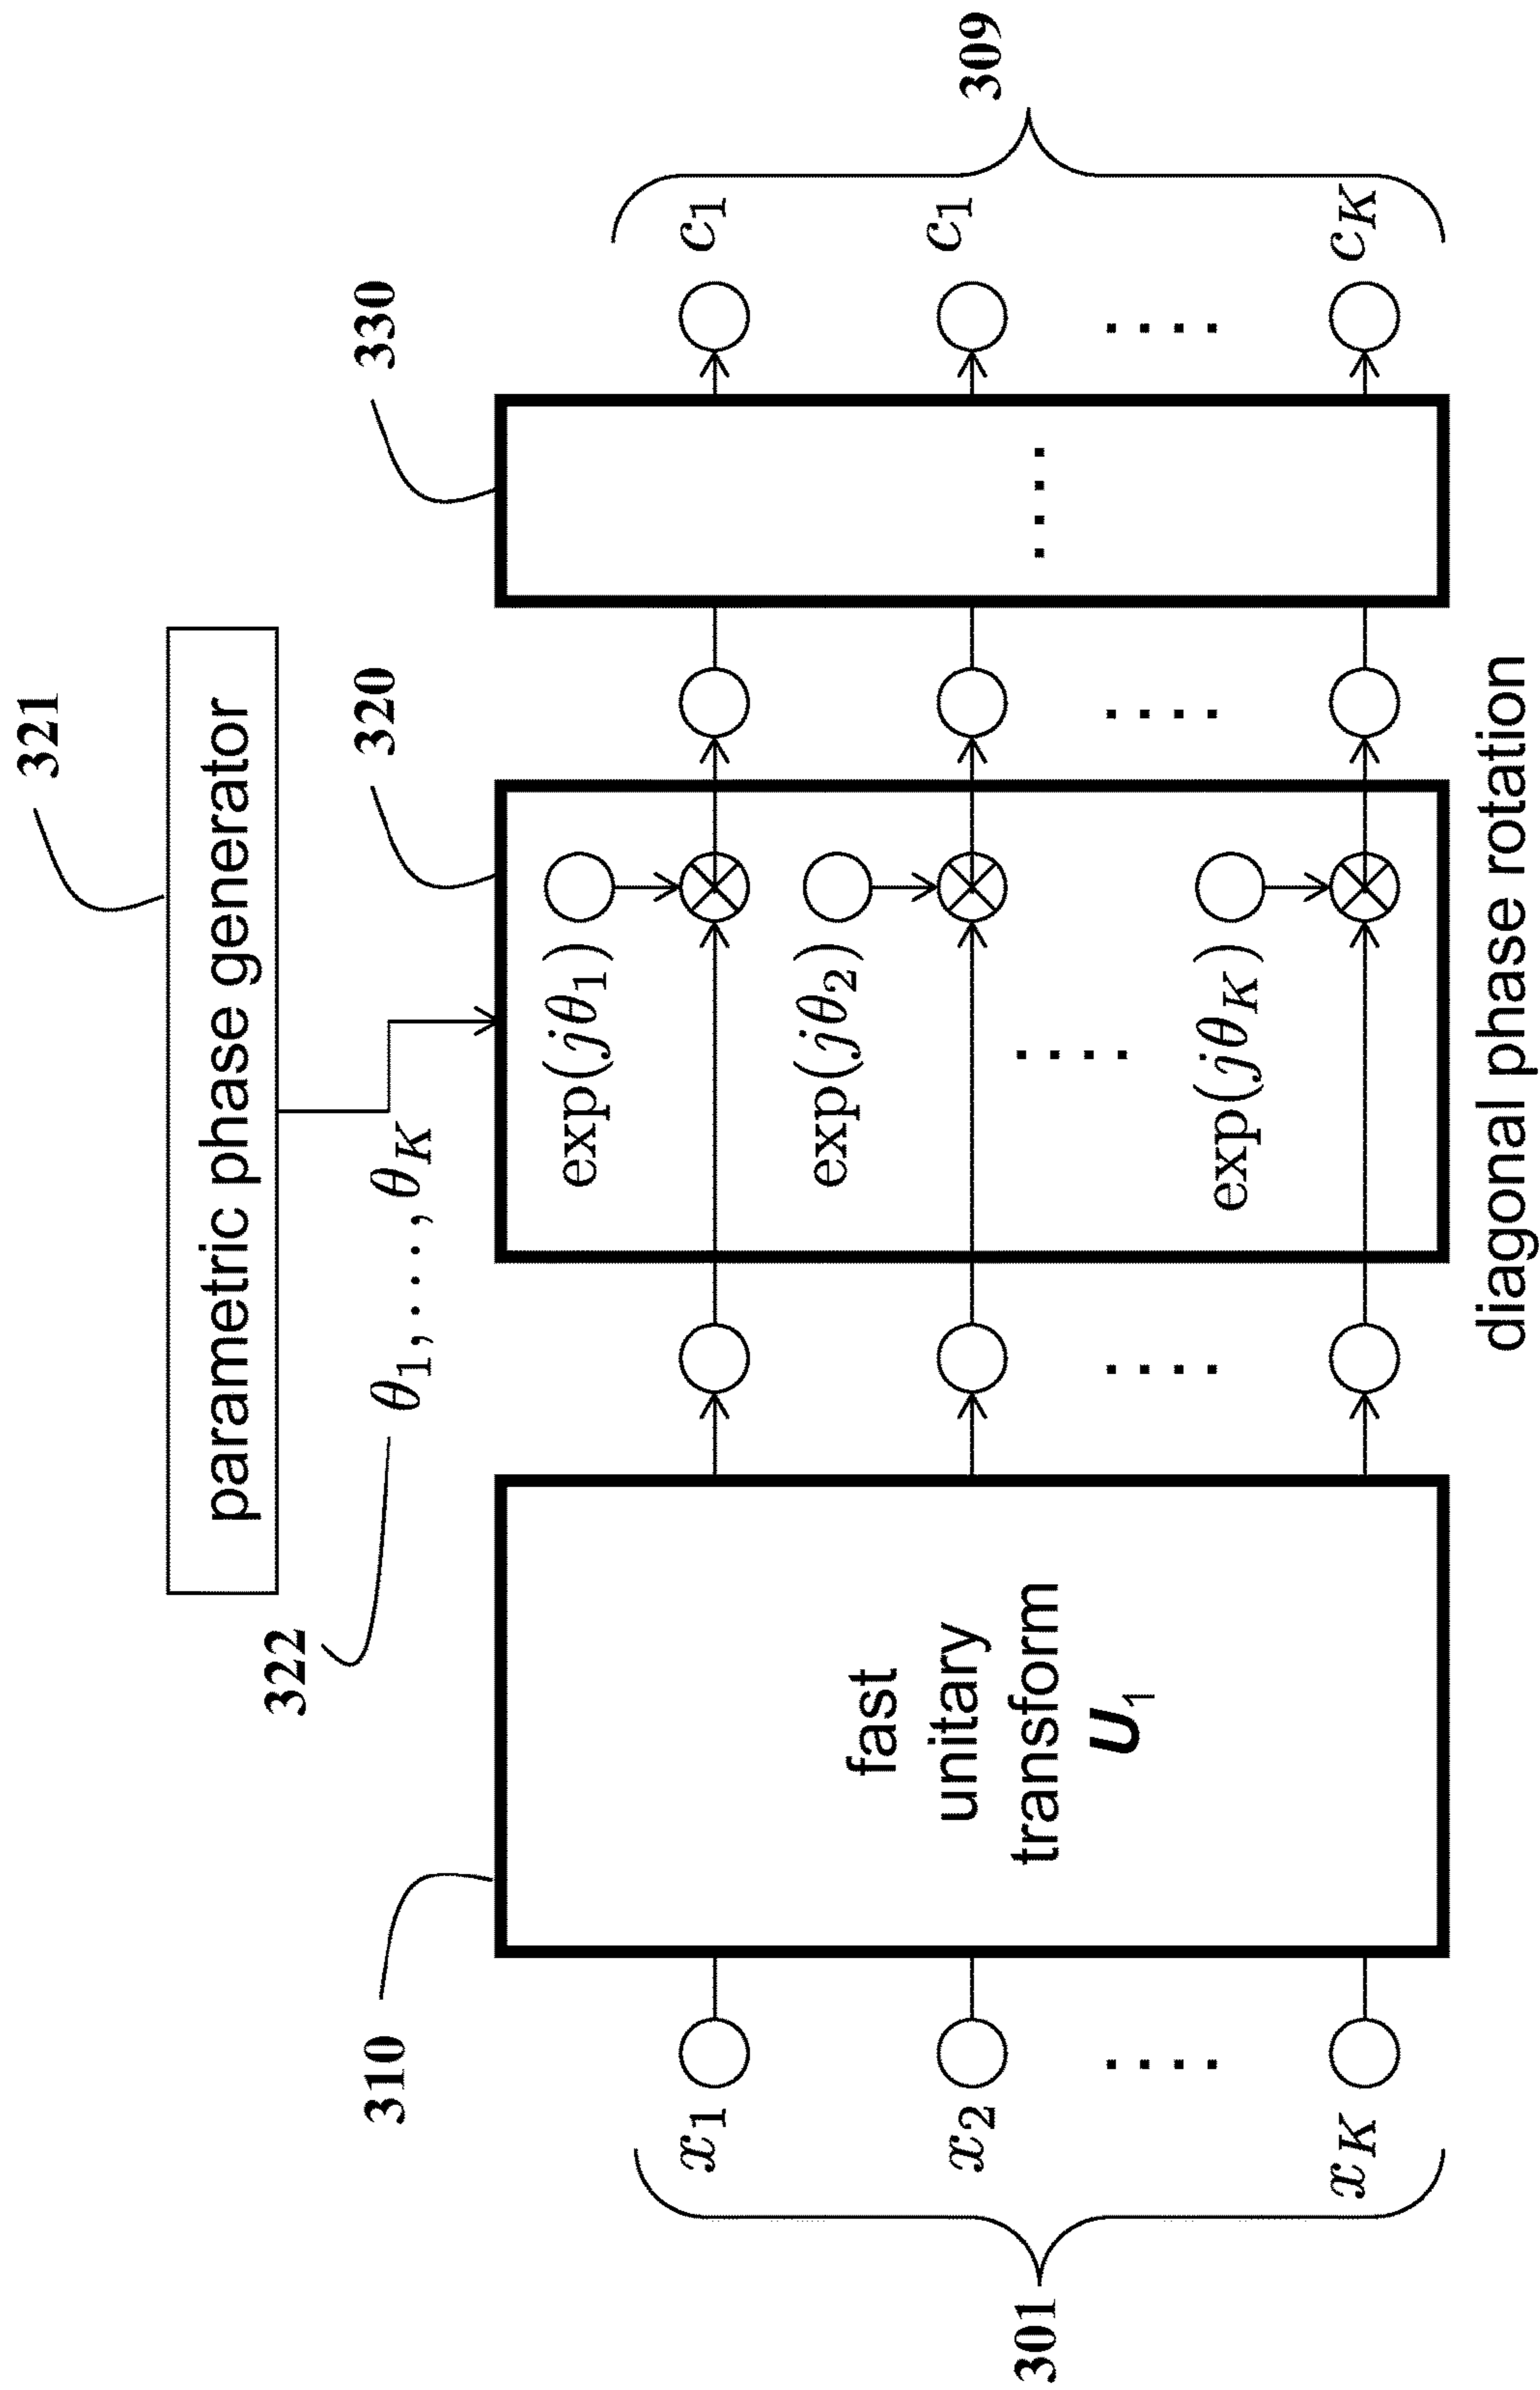 321
parametric phase generator
322
θ1, . . . , θK
310
320
330
x1
x2
. . . .
xK
301
fast
unitary
transform
U1
. . . .
exp(jθ1)
exp(jθ2)
. . . .
exp(jθK)
. . . .
. . . .
c1
c1
. . . .
cK
309
diagonal phase rotation